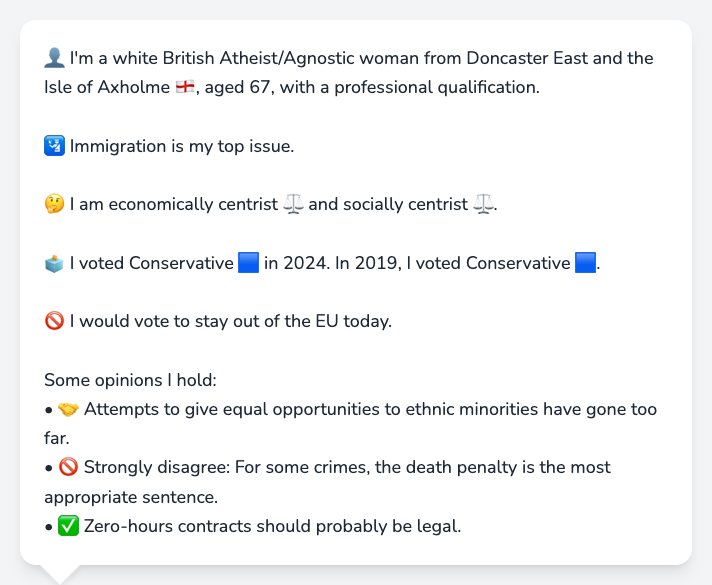 👤 I'm a white British Atheist/Agnostic woman from Doncaster East and the
Isle of Axholme 🏴󠁧󠁢󠁥󠁮󠁧󠁿, aged 67, with a professional qualification.
🛂 Immigration is my top issue.
🤔 I am economically centrist ⚖️ and socially centrist ⚖️.
🗳️ I voted Conservative 🟦 in 2024. In 2019, I voted Conservative 🟦.
🚫 I would vote to stay out of the EU today.
Some opinions I hold:
• 🤝 Attempts to give equal opportunities to ethnic minorities have gone too
far.
• 🚫 Strongly disagree: For some crimes, the death penalty is the most
appropriate sentence.
• ✅ Zero-hours contracts should probably be legal.